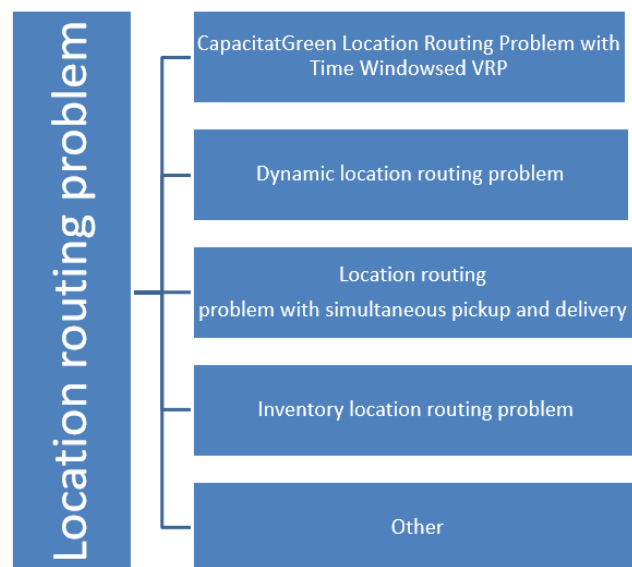 Location routing problem
CapacitatGreen Location Routing Problem with
Time Windowsed VRP
Dynamic location routing problem
Location routing
problem with simultaneous pickup and delivery
Inventory location routing problem
Other